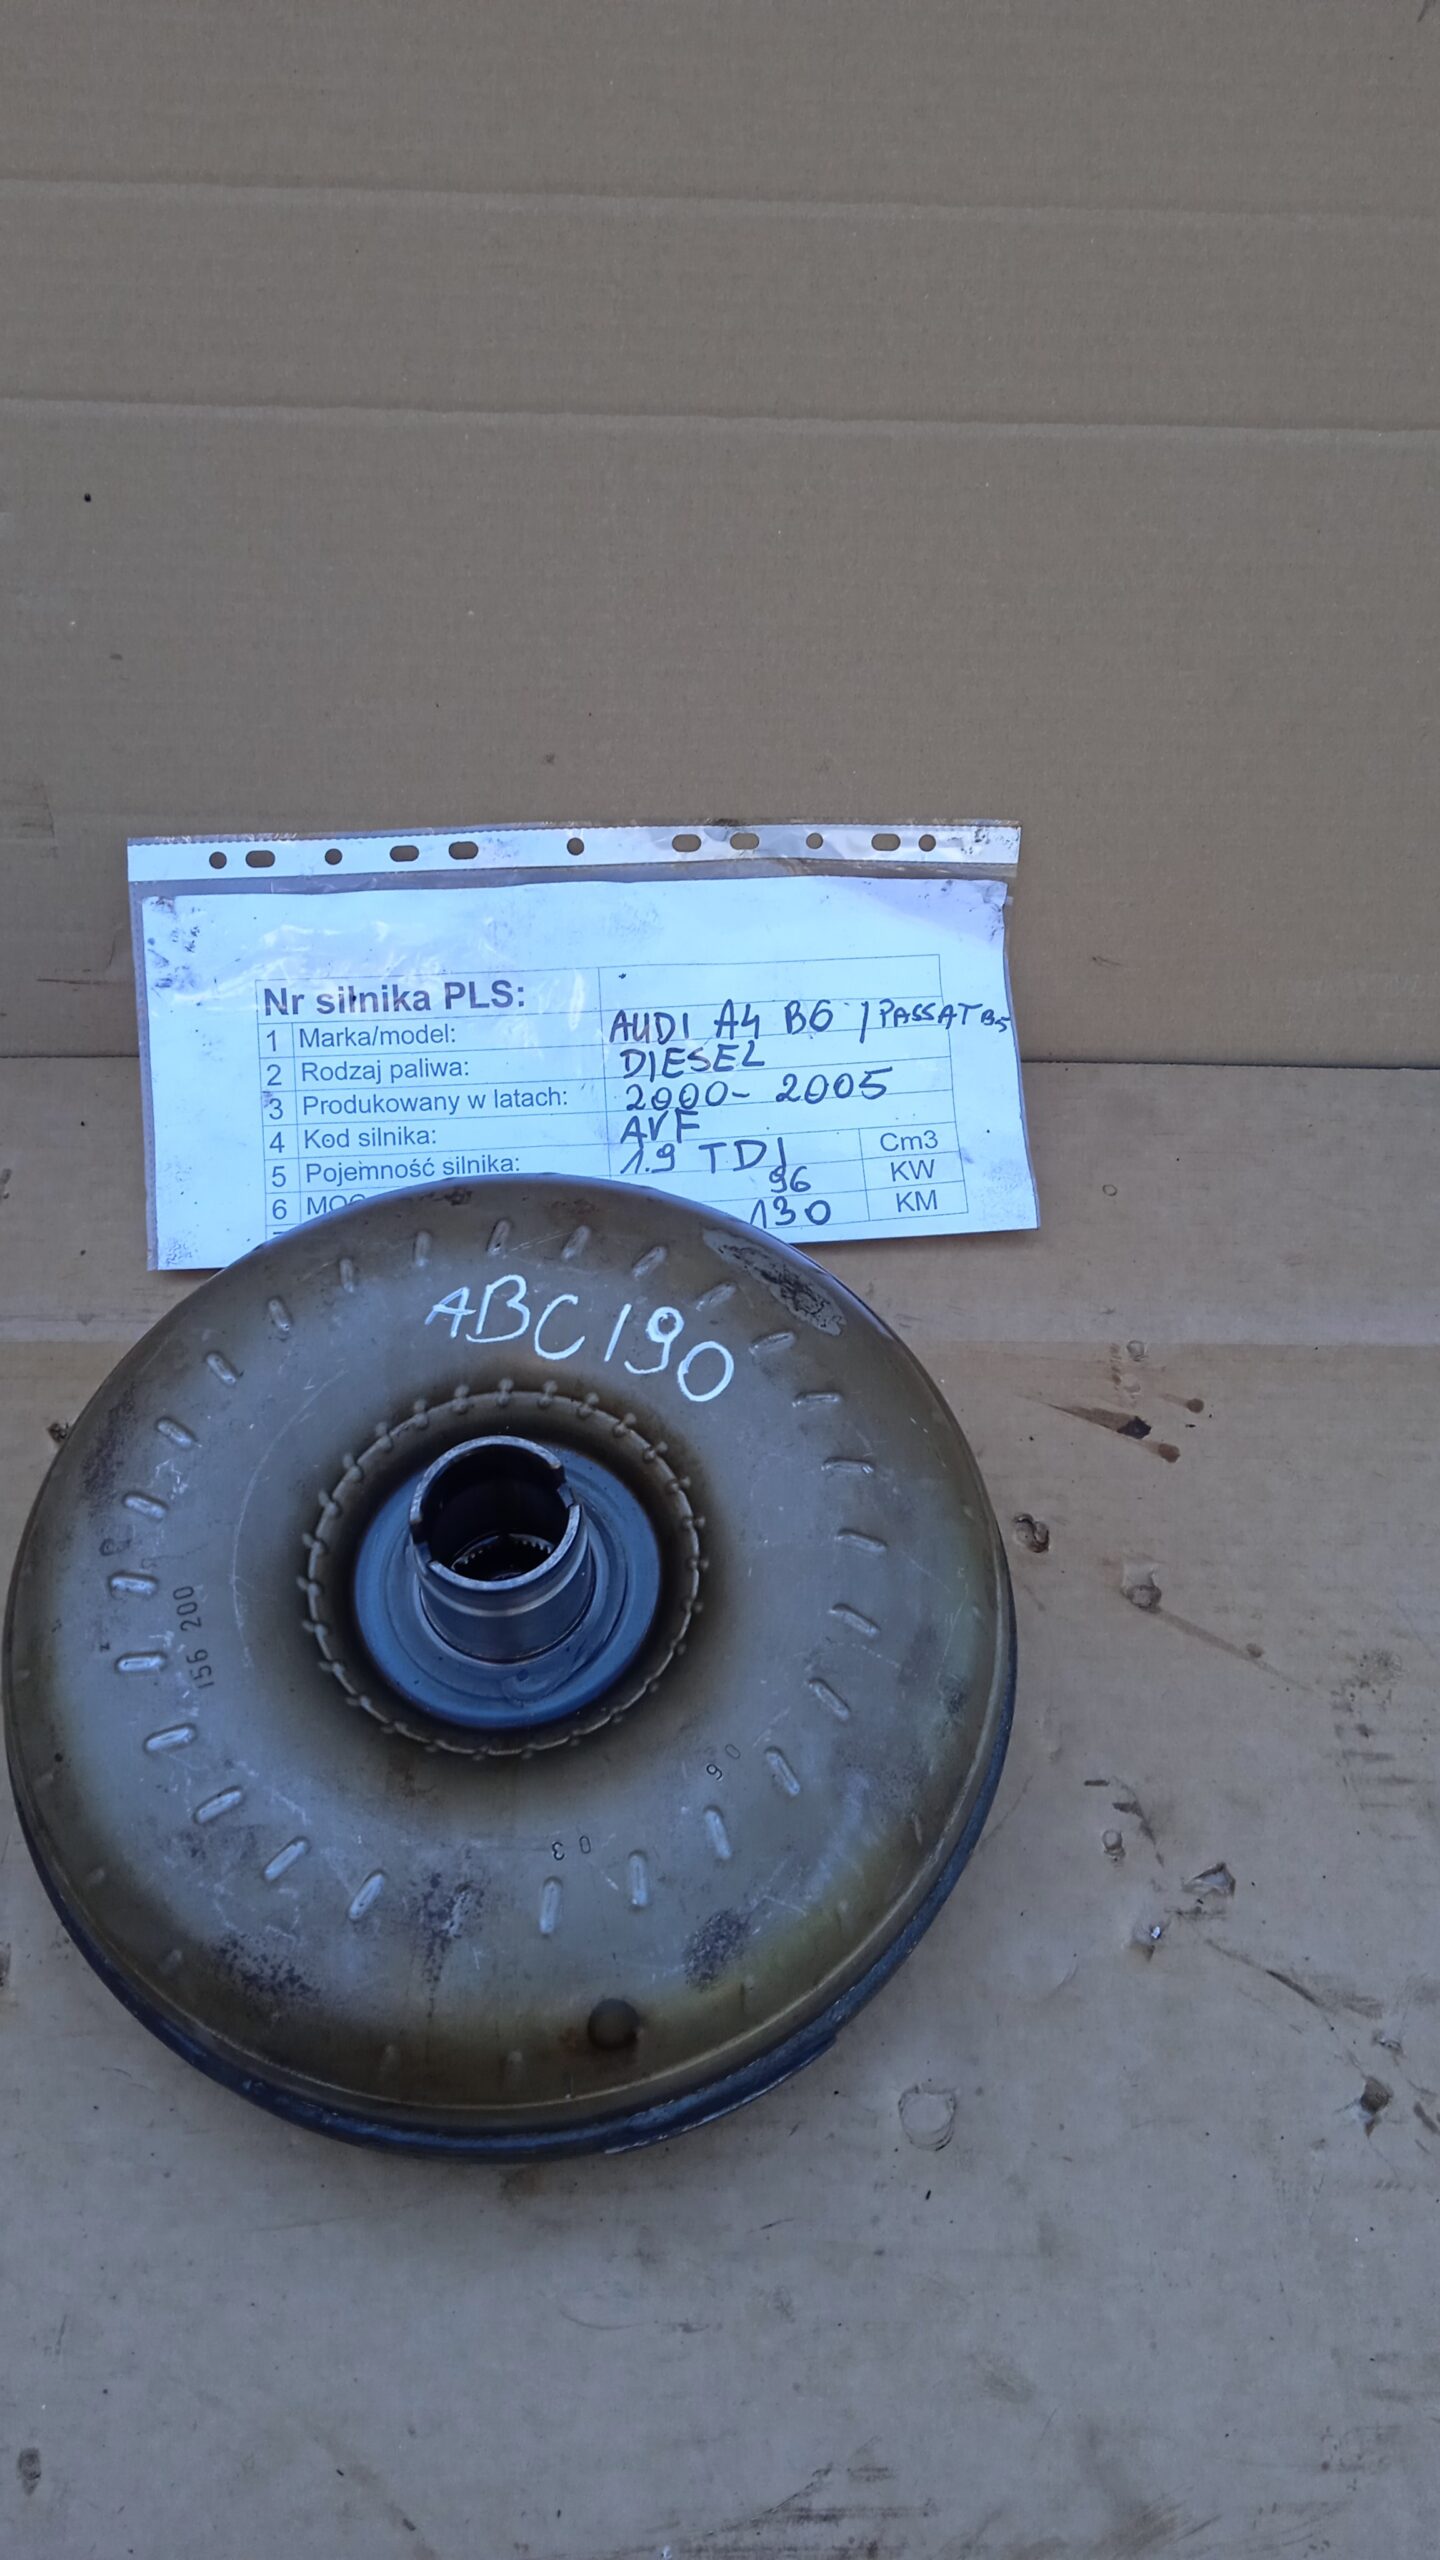 Nr silnika PLS:
1 Marka/model: AUDI A4 B6 / PASSAT B5
2 Rodzaj paliwa: DIESEL
3 Produkowany w latach: 2000- 2005
4 Kod silnika: AVF
5 Pojemność silnika: 1.9 TDI Cm3
6 MOC 96 KW
130 KM
ABC190
156 200
06
03